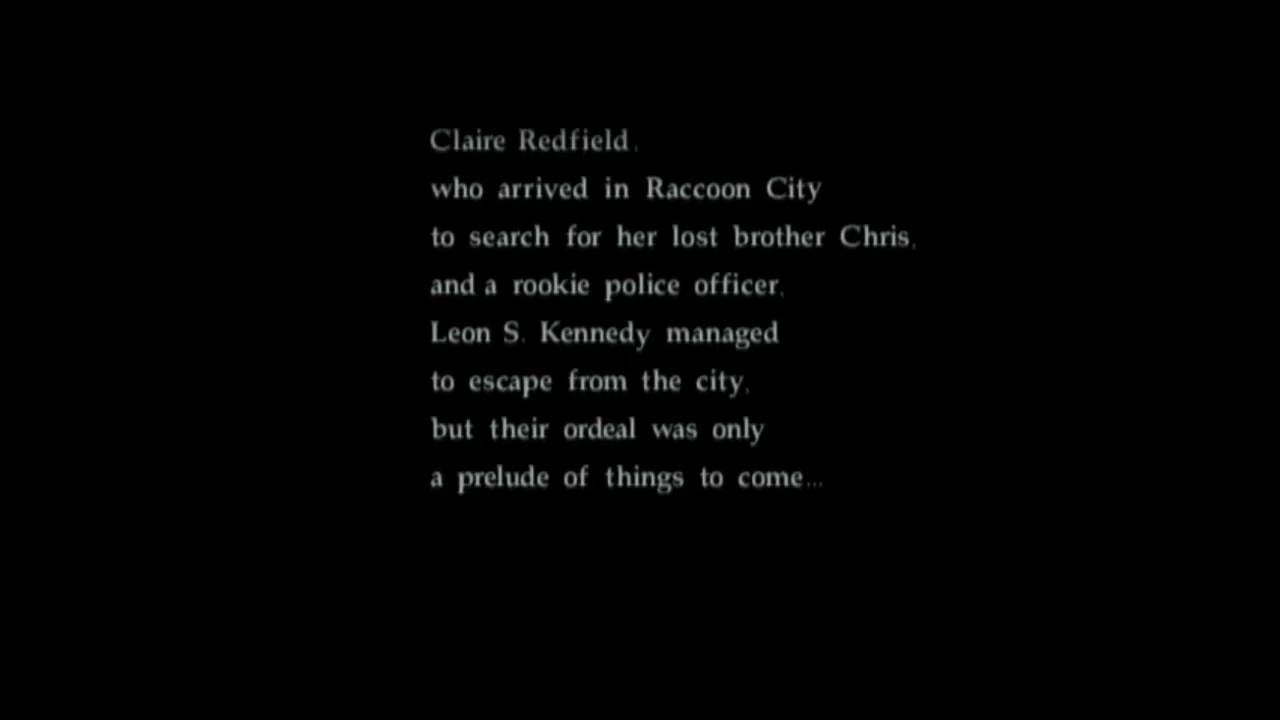 Claire Redfield,
who arrived in Raccoon City
to search for her lost brother Chris,
and a rookie police officer,
Leon S. Kennedy managed
to escape from the city,
but their ordeal was only
a prelude of things to come...